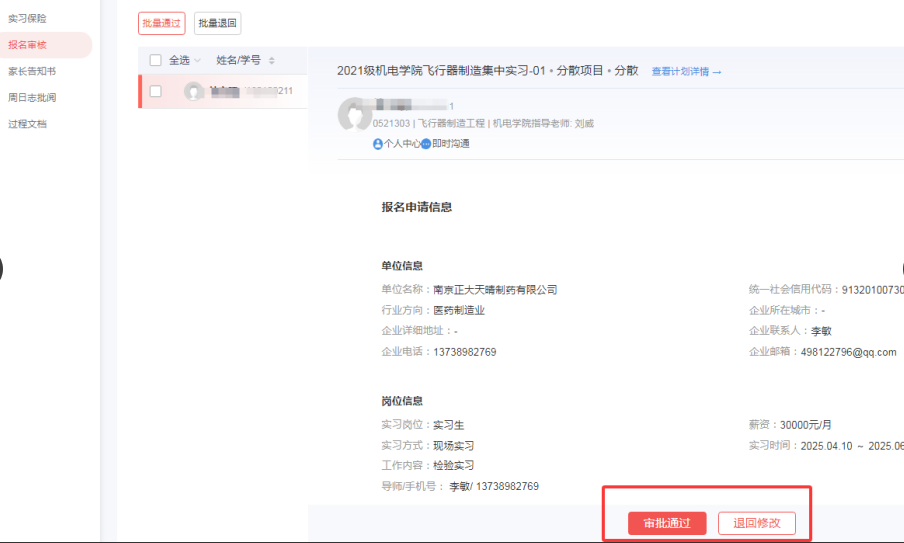 实习保险
报名审核
家长告知书
周日志批阅
过程文档
批量通过 批量退回
全选 姓名/学号
211
2021级机电学院飞行器制造集中实习-01 • 分散项目 • 分散 查看计划详情 →
1
0521303 | 飞行器制造工程 | 机电学院指导老师: 刘威
个人中心 即时沟通
报名申请信息
单位信息
单位名称：南京正大天晴制药有限公司 统一社会信用代码：91320100730
行业方向：医药制造业 企业所在城市：-
企业详细地址：- 企业联系人：李敏
企业电话：13738982769 企业邮箱：498122796@qq.com
岗位信息
实习岗位：实习生 薪资：30000元/月
实习方式：现场实习 实习时间：2025.04.10 ~ 2025.06
工作内容：检验实习
导师/手机号： 李敏/ 13738982769
审批通过 退回修改